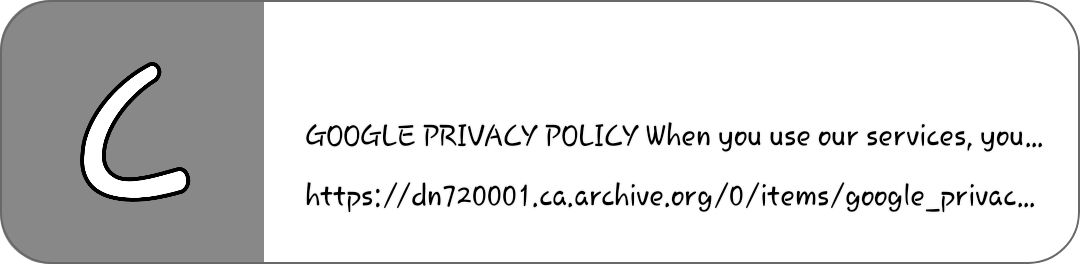 C
GOOGLE PRIVACY POLICY When you use our services, you...
https://dn720001.ca.archive.org/0/items/google_privac...